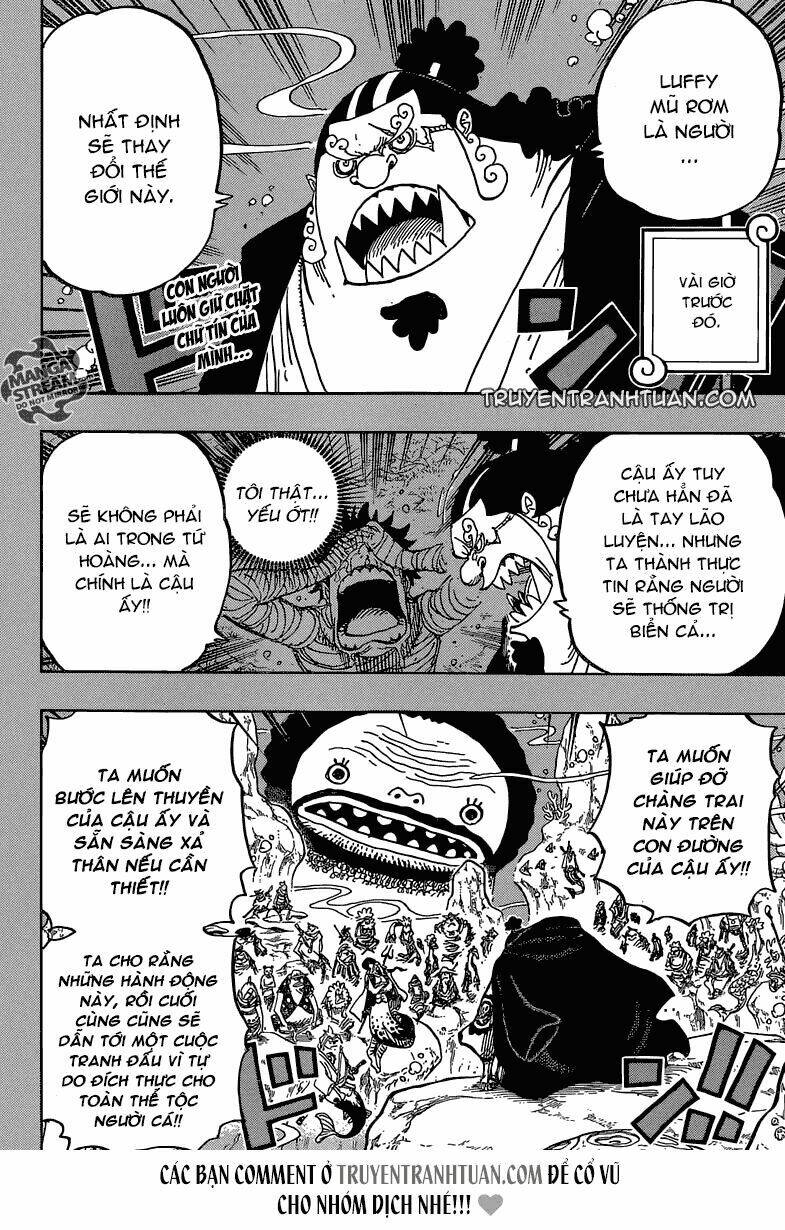 LUFFY
MŨ RƠM
LÀ NGƯỜI
...
VÀI GIỜ
TRƯỚC
ĐÓ.
NHẤT ĐỊNH
SẼ THAY
ĐỔI THẾ
GIỚI NÀY.
CON NGƯỜI
LUÔN GIỮ CHẶT
CHỮ TÍN CỦA
MÌNH...
MANGA
STREAM
DO NOT MIRROR
TRUYENTRANHTUAN.COM
CẬU ẤY TUY
CHƯA HẲN ĐÃ
LÀ TAY LÃO
LUYỆN... NHƯNG
TA THÀNH THỰC
TIN RẰNG NGƯỜI
SẼ THỐNG TRỊ
BIỂN CẢ...
TÔI THẬT...
YẾU ỚT!!
SẼ KHÔNG PHẢI
LÀ AI TRONG TỨ
HOÀNG... MÀ
CHÍNH LÀ CẬU
ẤY!!
TA MUỐN
GIÚP ĐỠ
CHÀNG TRAI
NÀY TRÊN
CON ĐƯỜNG
CỦA CẬU ẤY!!
TA MUỐN
BƯỚC LÊN THUYỀN
CỦA CẬU ẤY VÀ
SẴN SÀNG XẢ
THÂN NẾU CẦN
THIẾT!!
TA CHO RẰNG
NHỮNG HÀNH ĐỘNG
NÀY, RỒI CUỐI
CÙNG CŨNG SẼ
DẪN TỚI MỘT CUỘC
TRANH ĐẤU VÌ TỰ
DO ĐÍCH THỰC CHO
TOÀN THỂ TỘC
NGƯỜI CÁ!!
CÁC BẠN COMMENT Ở TRUYENTRANHTUAN.COM ĐỂ CỔ VŨ
CHO NHÓM DỊCH NHÉ!!!